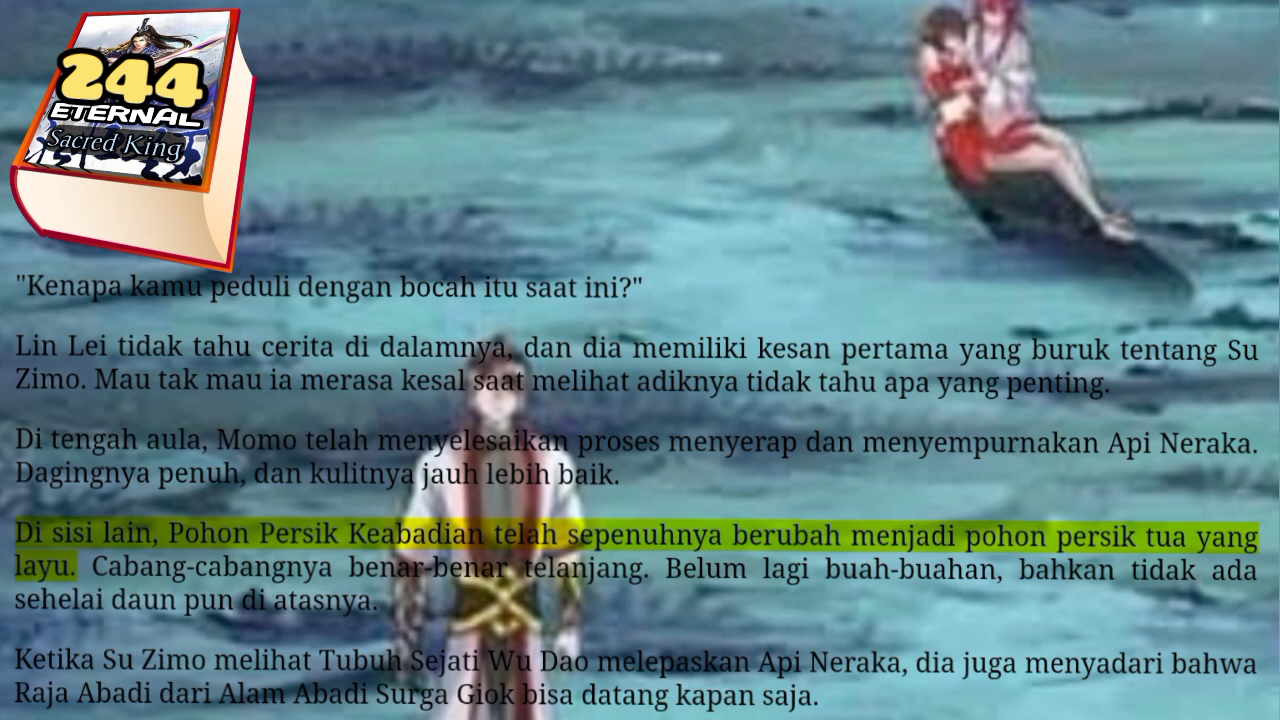 244
ETERNAL
Sacred King
"Kenapa kamu peduli dengan bocah itu saat ini?"
Lin Lei tidak tahu cerita di dalamnya, dan dia memiliki kesan pertama yang buruk tentang Su
Zimo. Mau tak mau ia merasa kesal saat melihat adiknya tidak tahu apa yang penting.
Di tengah aula, Momo telah menyelesaikan proses menyerap dan menyempurnakan Api Neraka.
Dagingnya penuh, dan kulitnya jauh lebih baik.
Di sisi lain, Pohon Persik Keabadian telah sepenuhnya berubah menjadi pohon persik tua yang
layu. Cabang-cabangnya benar-benar telanjang. Belum lagi buah-buahan, bahkan tidak ada
sehelai daun pun di atasnya.
Ketika Su Zimo melihat Tubuh Sejati Wu Dao melepaskan Api Neraka, dia juga menyadari bahwa
Raja Abadi dari Alam Abadi Surga Giok bisa datang kapan saja.